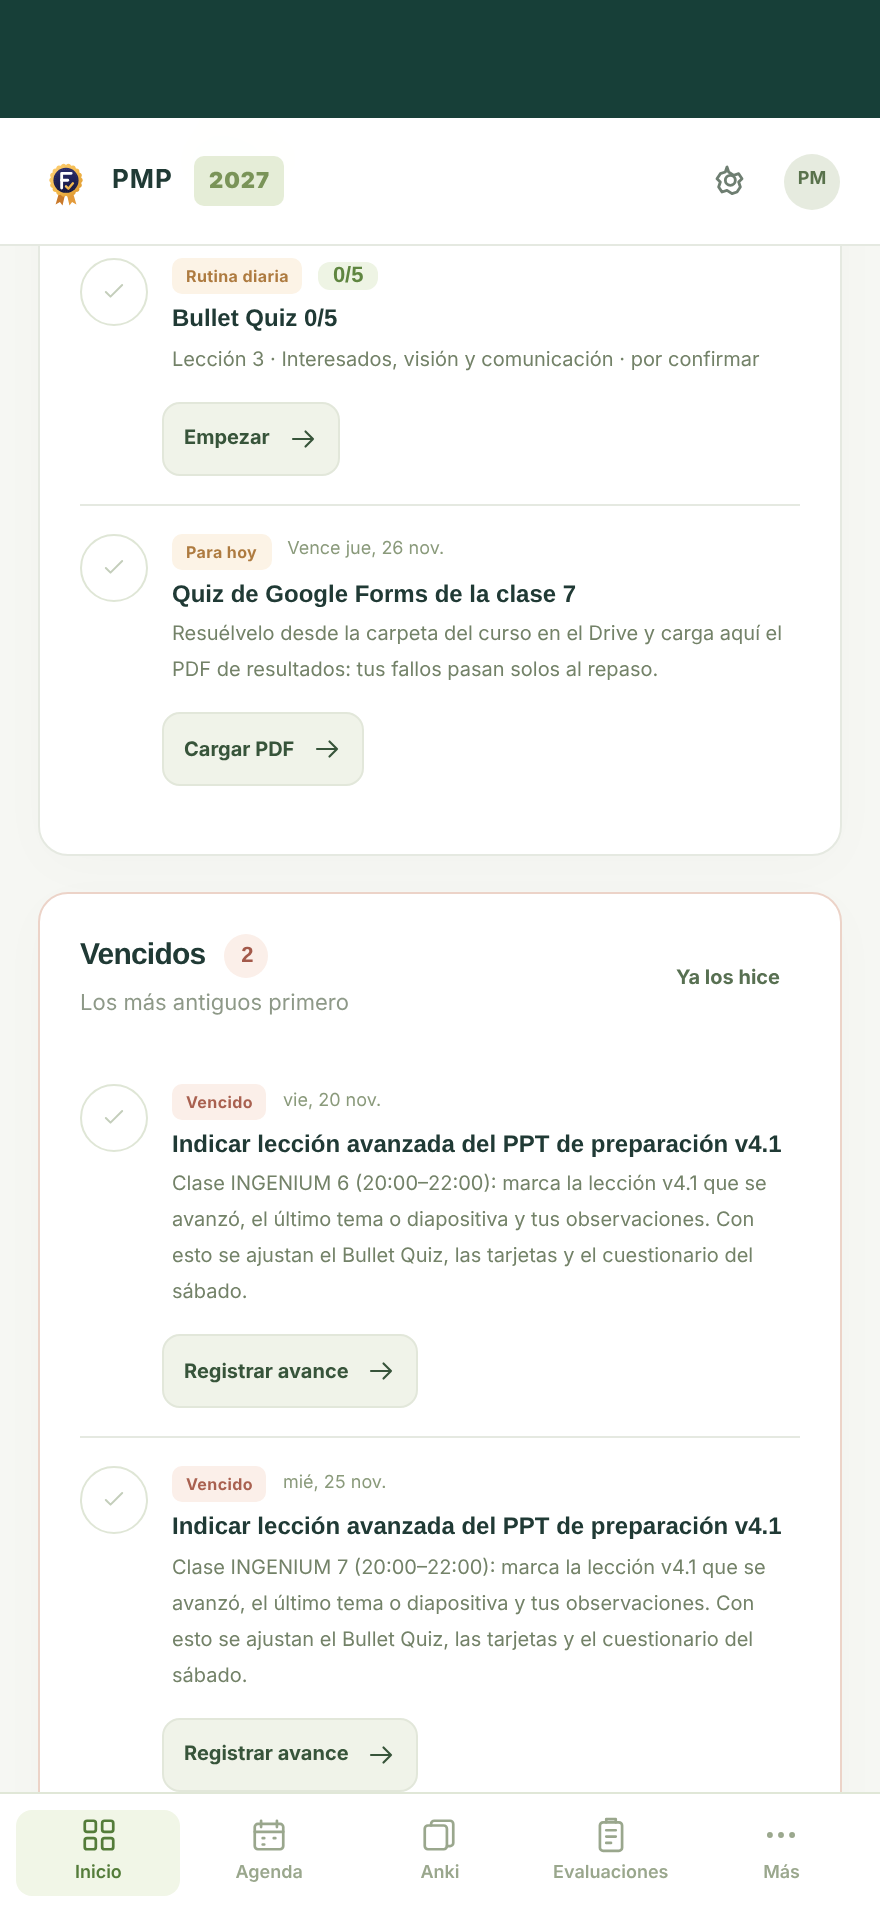 PMP 2027
PM
Rutina diaria 0/5
Bullet Quiz 0/5
Lección 3 · Interesados, visión y comunicación · por confirmar
Empezar
Para hoy Vence jue, 26 nov.
Quiz de Google Forms de la clase 7
Resuélvelo desde la carpeta del curso en el Drive y carga aquí el
PDF de resultados: tus fallos pasan solos al repaso.
Cargar PDF
Vencidos 2
Los más antiguos primero
Ya los hice
Vencido vie, 20 nov.
Indicar lección avanzada del PPT de preparación v4.1
Clase INGENIUM 6 (20:00–22:00): marca la lección v4.1 que se
avanzó, el último tema o diapositiva y tus observaciones. Con
esto se ajustan el Bullet Quiz, las tarjetas y el cuestionario del
sábado.
Registrar avance
Vencido mié, 25 nov.
Indicar lección avanzada del PPT de preparación v4.1
Clase INGENIUM 7 (20:00–22:00): marca la lección v4.1 que se
avanzó, el último tema o diapositiva y tus observaciones. Con
esto se ajustan el Bullet Quiz, las tarjetas y el cuestionario del
sábado.
Registrar avance
Inicio Agenda Anki Evaluaciones Más